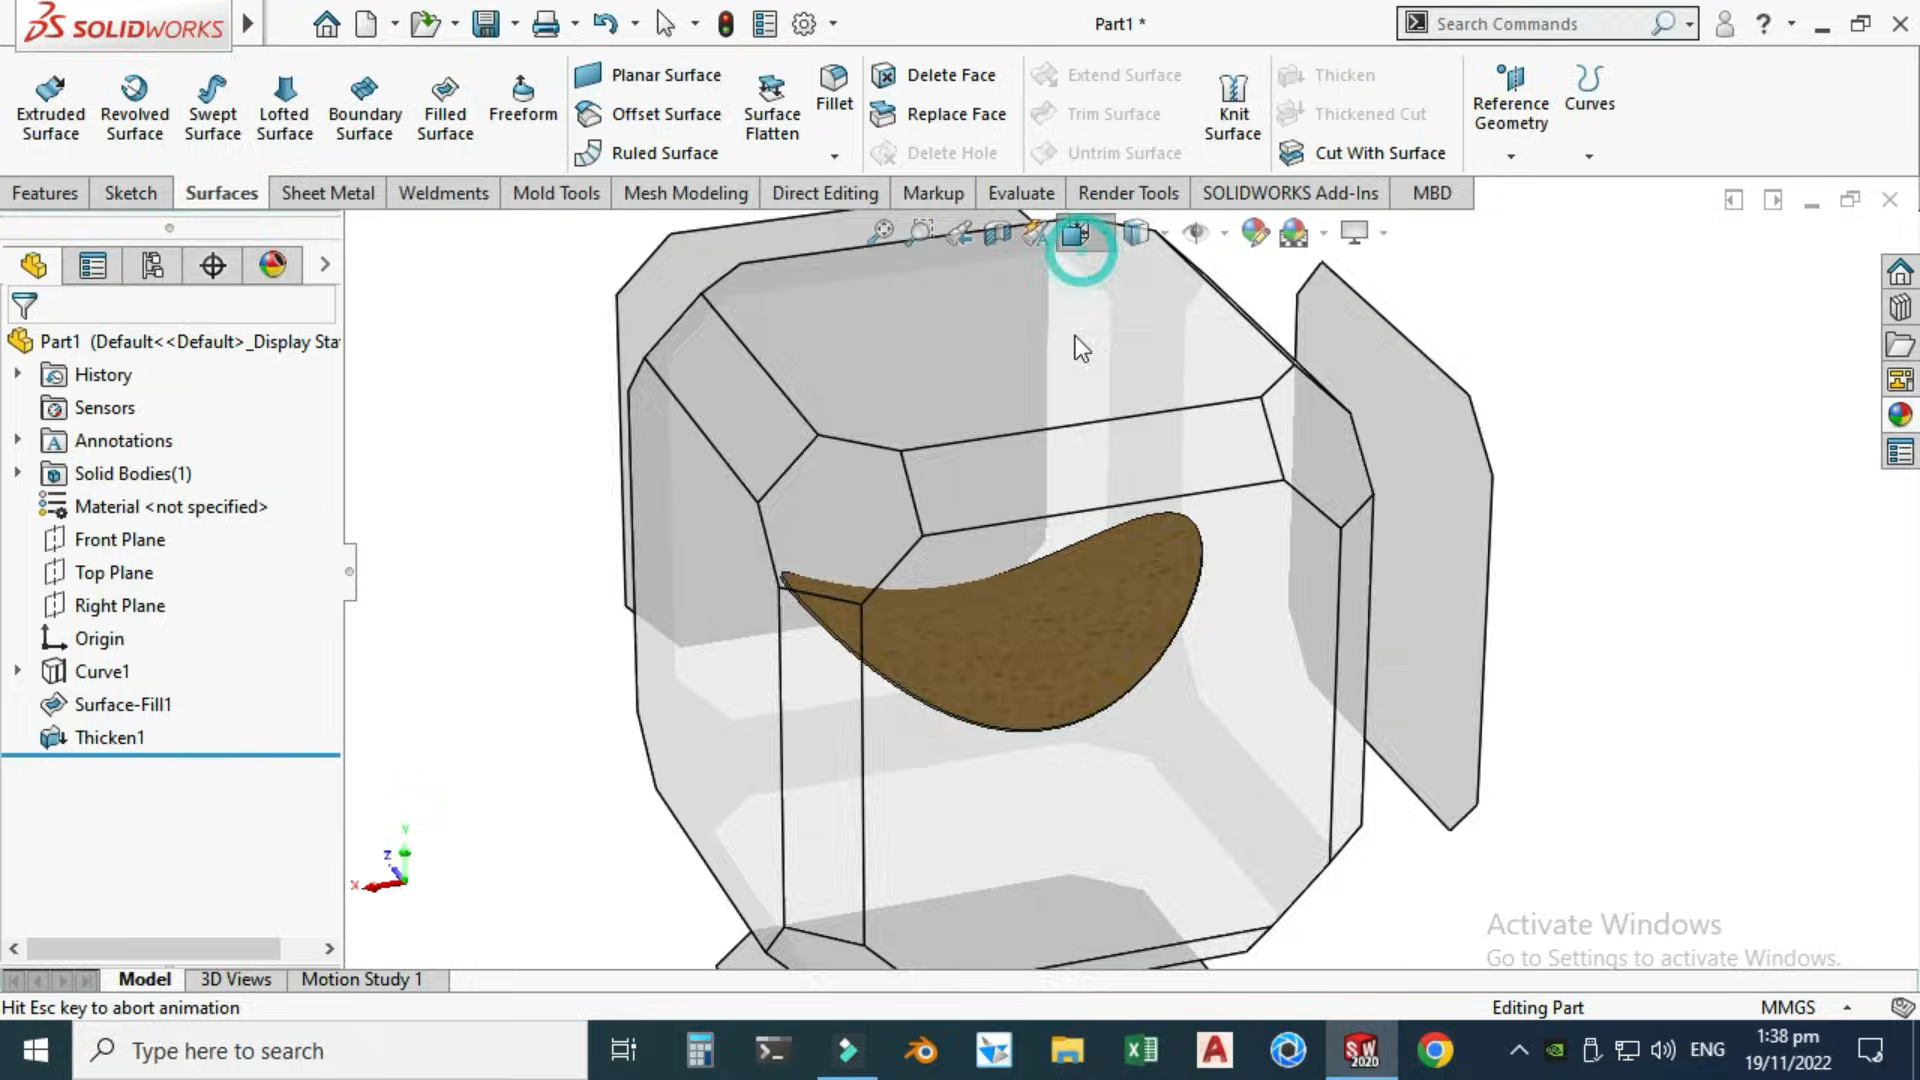 SOLIDWORKS
Part1 *
Search Commands
?
Extruded Surface
Revolved Surface
Swept Surface
Lofted Surface
Boundary Surface
Filled Surface
Freeform
Planar Surface
Offset Surface
Ruled Surface
Surface Flatten
Fillet
Delete Face
Replace Face
Delete Hole
Extend Surface
Trim Surface
Untrim Surface
Knit Surface
Thicken
Thickened Cut
Cut With Surface
Reference Geometry
Curves
Features
Sketch
Surfaces
Sheet Metal
Weldments
Mold Tools
Mesh Modeling
Direct Editing
Markup
Evaluate
Render Tools
SOLIDWORKS Add-Ins
MBD
Part1 (Default<<Default>_Display Sta
History
Sensors
Annotations
Solid Bodies(1)
Material <not specified>
Front Plane
Top Plane
Right Plane
Origin
Curve1
Surface-Fill1
Thicken1
Y
Z
X
Activate Windows
Go to Settings to activate Windows.
Model
3D Views
Motion Study 1
Hit Esc key to abort animation
Editing Part
MMGS
Type here to search
SW
2020
ENG
1:38 pm
19/11/2022